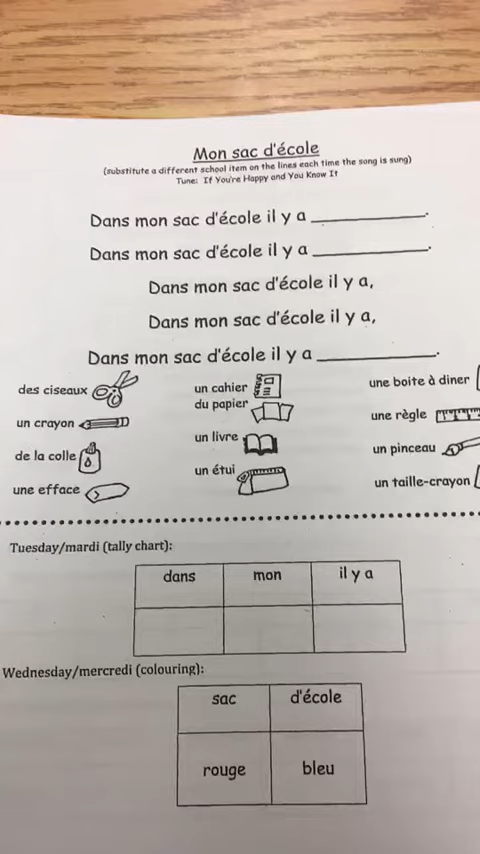 Mon sac d'école
(substitute a different school item on the lines each time the song is sung)
Tune: If You're Happy and You Know It
Dans mon sac d'école il y a ____________.
Dans mon sac d'école il y a ____________.
Dans mon sac d'école il y a,
Dans mon sac d'école il y a,
Dans mon sac d'école il y a ____________.
des ciseaux
un crayon
de la colle
une efface
un cahier
du papier
un livre
un étui
une boite à diner
une règle
un pinceau
un taille-crayon
Tuesday/mardi (tally chart):
dans mon il y a
Wednesday/mercredi (colouring):
sac d'école
rouge bleu